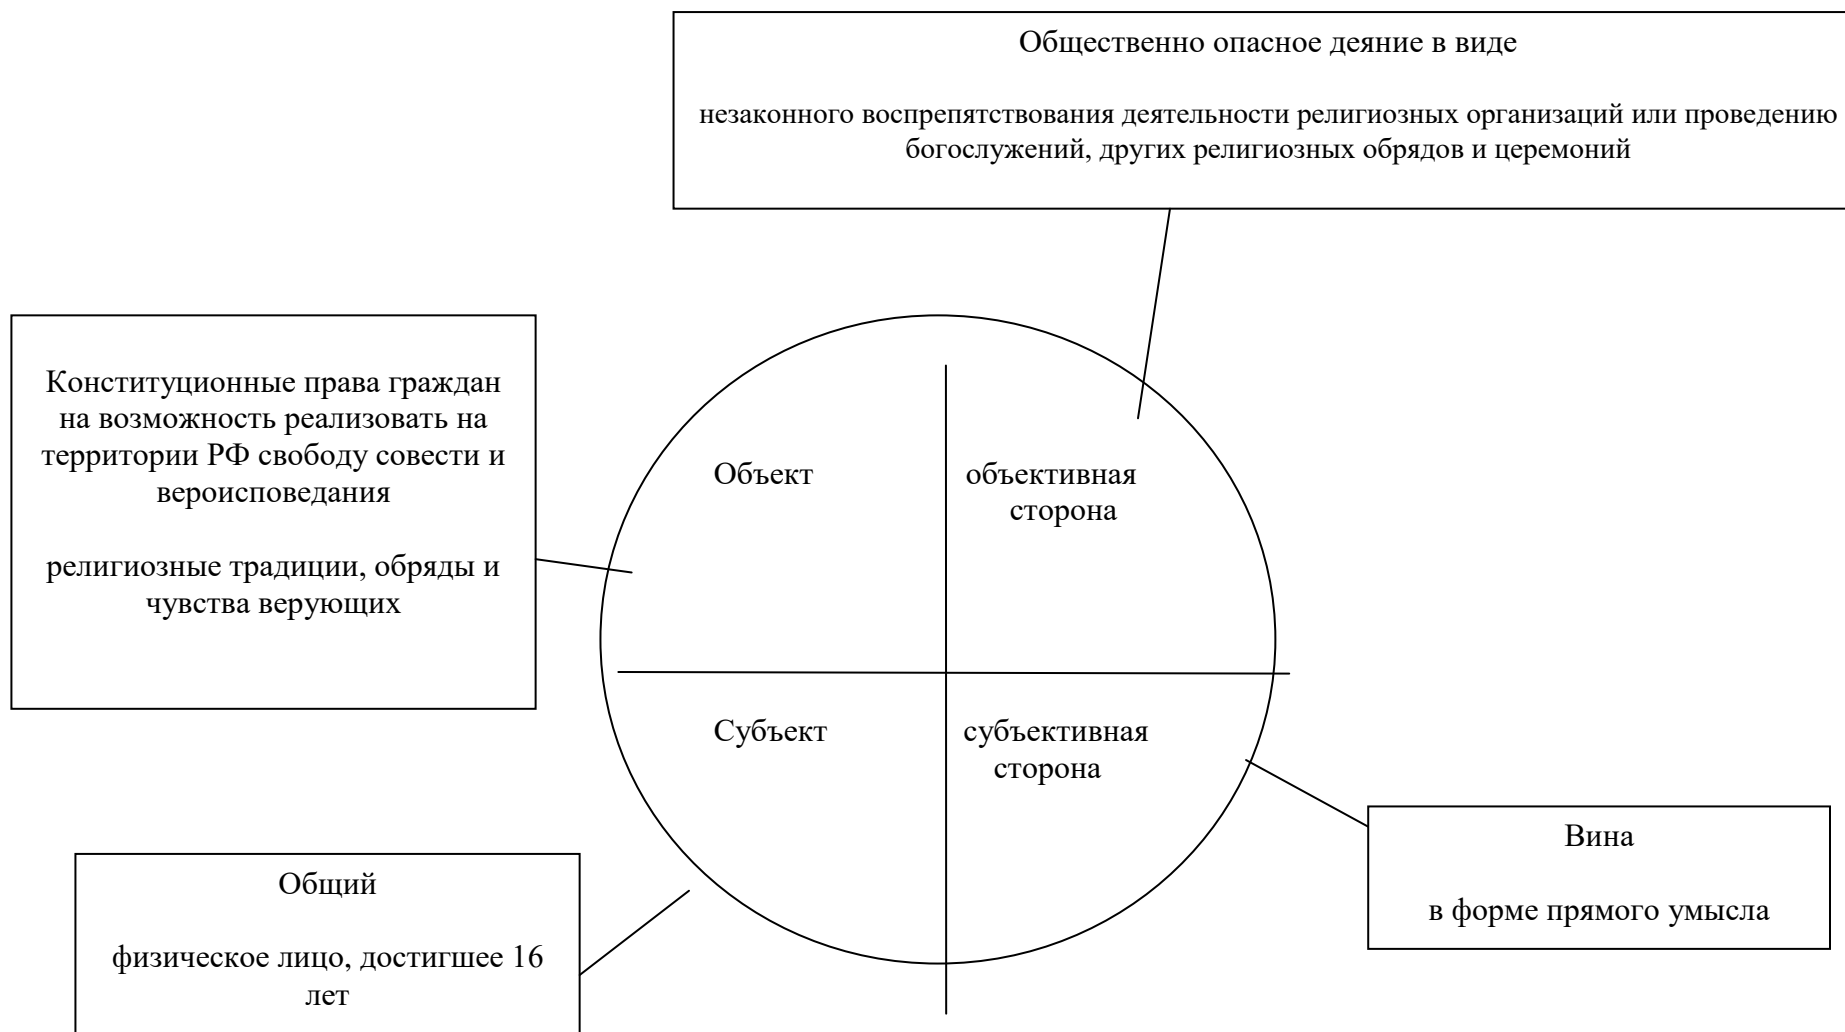 Общественно опасное деяние в виде
незаконного воспрепятствования деятельности религиозных организаций или проведению
богослужений, других религиозных обрядов и церемоний
Конституционные права граждан
на возможность реализовать на
территории РФ свободу совести и
вероисповедания
религиозные традиции, обряды и
чувства верующих
Объект
объективная
сторона
Субъект
субъективная
сторона
Вина
в форме прямого умысла
Общий
физическое лицо, достигшее 16
лет